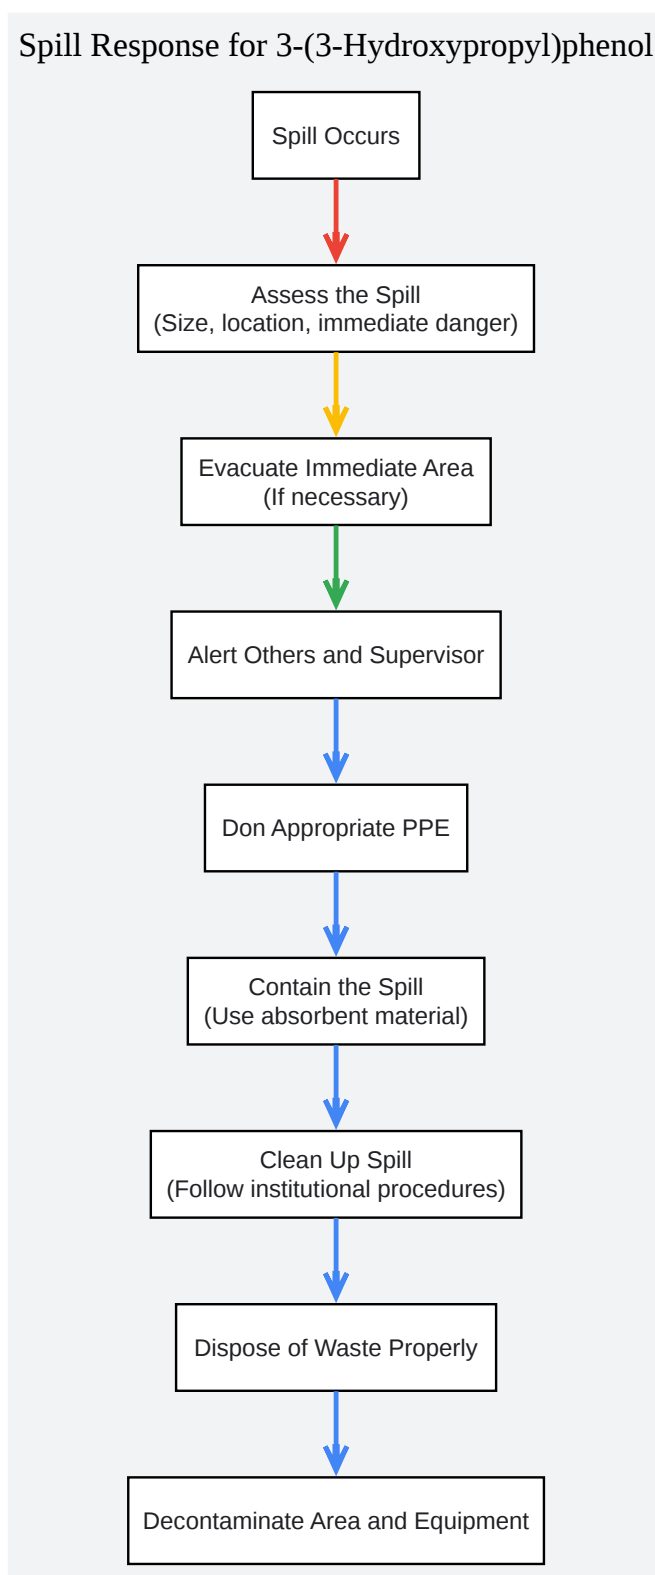 Spill Response for 3-(3-Hydroxypropyl)phenol
Spill Occurs
Assess the Spill
(Size, location, immediate danger)
Evacuate Immediate Area
(If necessary)
Alert Others and Supervisor
Don Appropriate PPE
Contain the Spill
(Use absorbent material)
Clean Up Spill
(Follow institutional procedures)
Dispose of Waste Properly
Decontaminate Area and Equipment